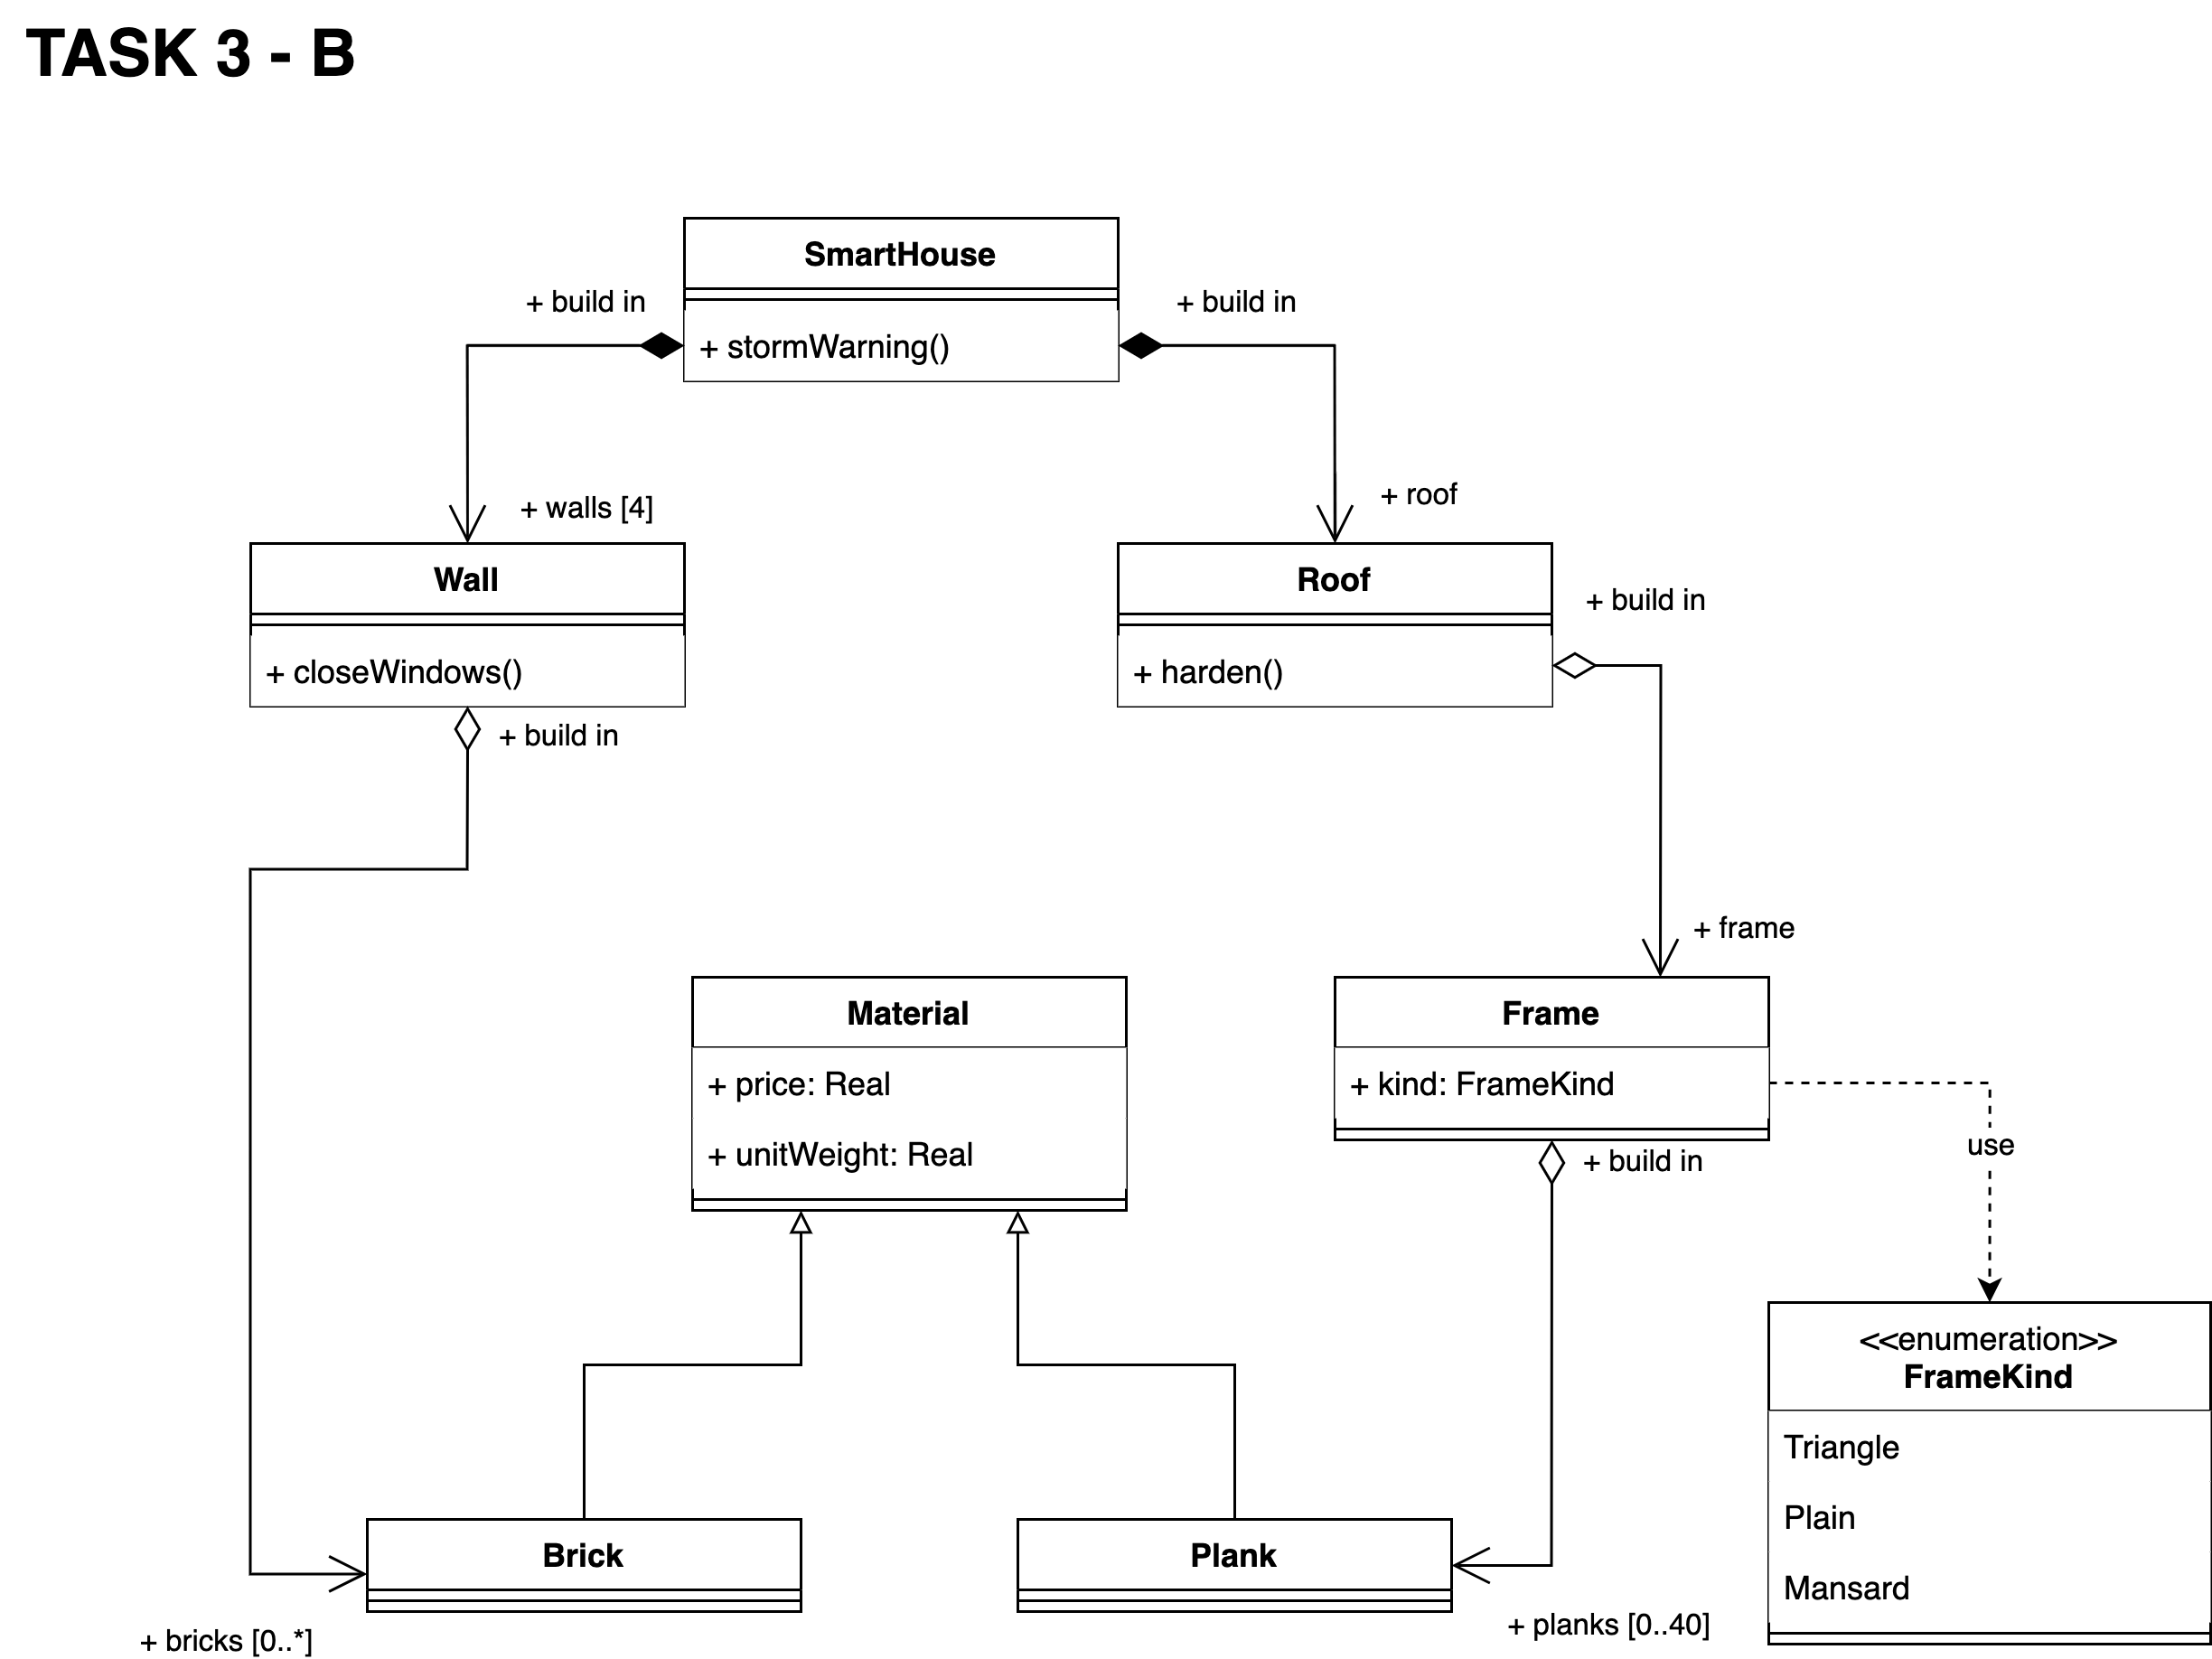 TASK 3 - B
SmartHouse
+ build in
+ build in
+ stormWarning()
+ walls [4]
+ roof
Wall
Roof
+ build in
+ closeWindows()
+ harden()
+ build in
+ frame
Material
Frame
+ price: Real
+ kind: FrameKind
+ unitWeight: Real
+ build in
use
<<enumeration>>
FrameKind
Triangle
Plain
Mansard
Brick
Plank
+ bricks [0..*]
+ planks [0..40]